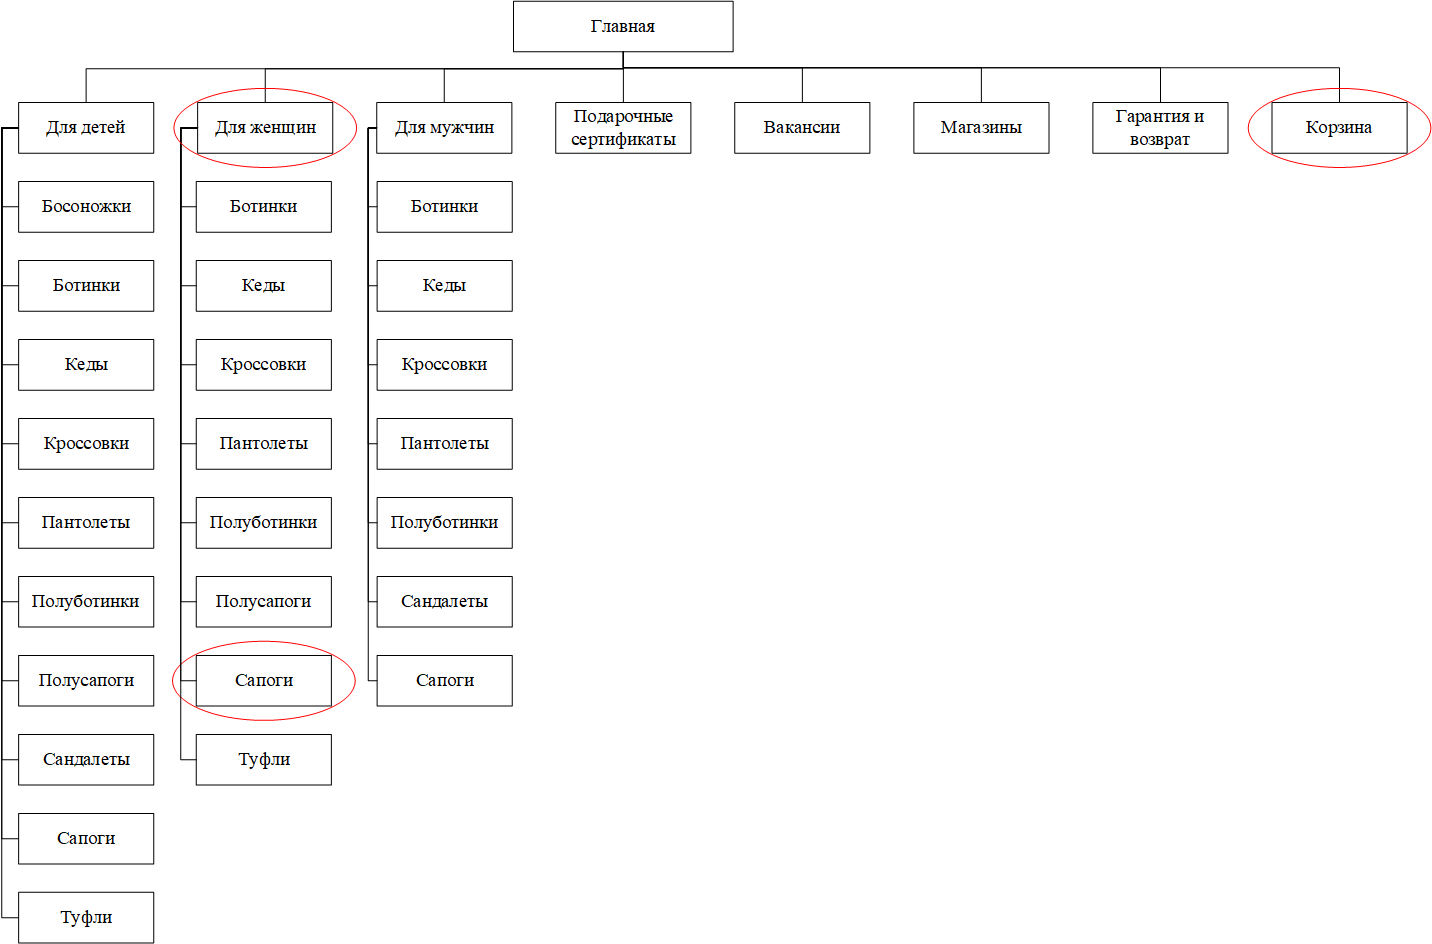 Главная
Для детей
Для женщин
Для мужчин
Подарочные
сертификаты
Вакансии
Магазины
Гарантия и
возврат
Корзина
Босоножки
Ботинки
Кеды
Кроссовки
Пантолеты
Полуботинки
Полусапоги
Сандалеты
Сапоги
Туфли
Ботинки
Кеды
Кроссовки
Пантолеты
Полуботинки
Полусапоги
Сапоги
Туфли
Ботинки
Кеды
Кроссовки
Пантолеты
Полуботинки
Сандалеты
Сапоги